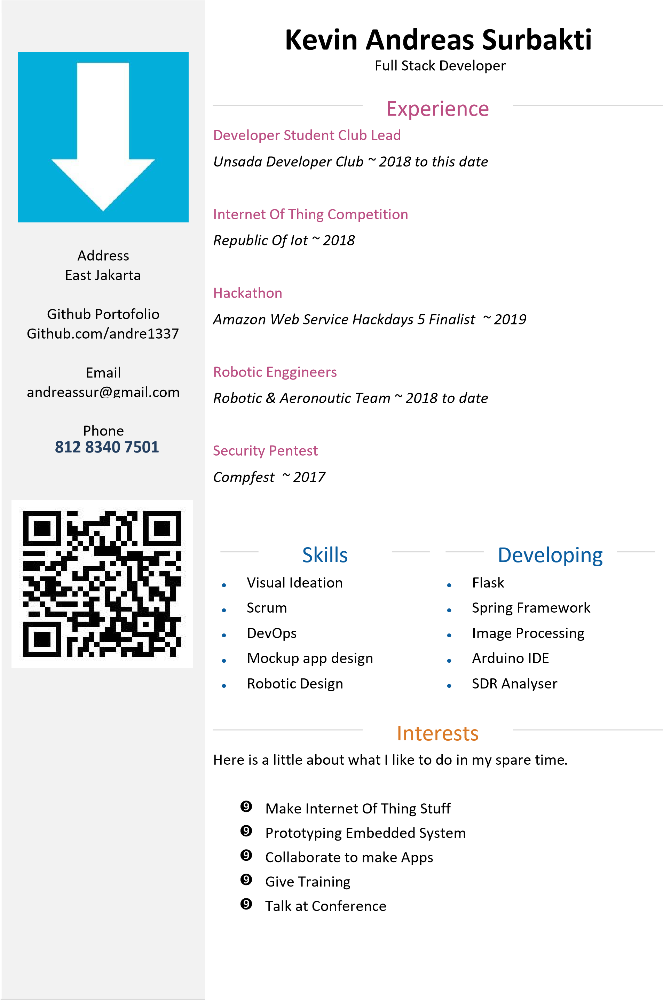 Kevin Andreas Surbakti
Full Stack Developer
Address
East Jakarta
Github Portofolio
Github.com/andre1337
Email
andreassur@gmail.com
Phone
812 8340 7501
Experience
Developer Student Club Lead
Unsada Developer Club ~ 2018 to this date
Internet Of Thing Competition
Republic Of Iot ~ 2018
Hackathon
Amazon Web Service Hackdays 5 Finalist ~ 2019
Robotic Enggineers
Robotic & Aeronoutic Team ~ 2018 to date
Security Pentest
Compfest ~ 2017
Skills
• Visual Ideation
• Scrum
• DevOps
• Mockup app design
• Robotic Design
Developing
• Flask
• Spring Framework
• Image Processing
• Arduino IDE
• SDR Analyser
Interests
Here is a little about what I like to do in my spare time.
❾ Make Internet Of Thing Stuff
❾ Prototyping Embedded System
❾ Collaborate to make Apps
❾ Give Training
❾ Talk at Conference